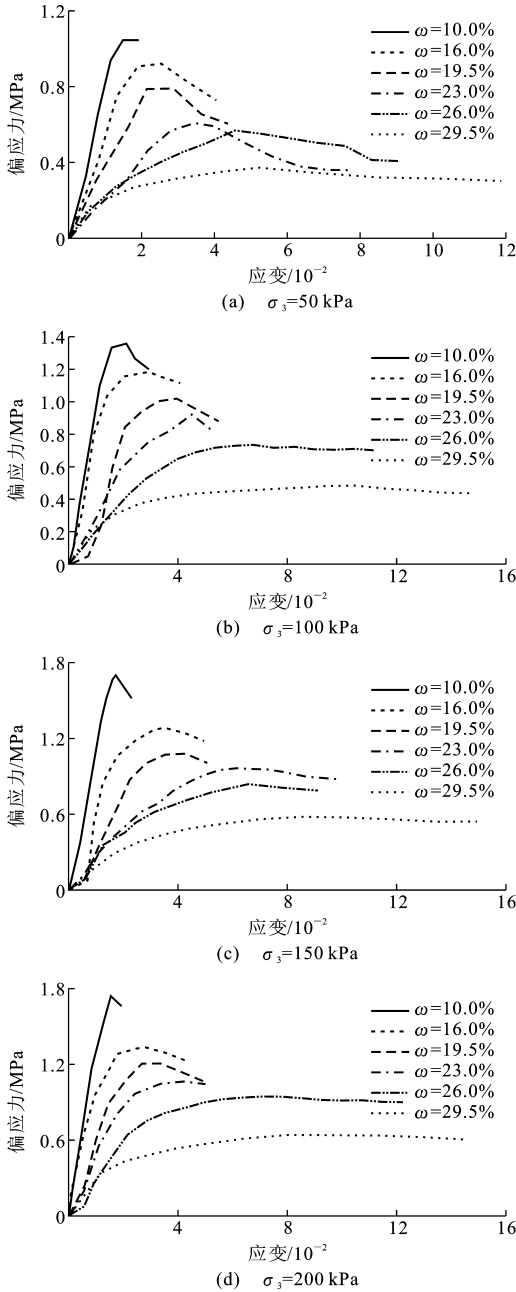 1.2
0.8
0.4
0
偏应力/MPa
ω=10.0%
ω=16.0%
ω=19.5%
ω=23.0%
ω=26.0%
ω=29.5%
2 4 6 8 10 12
应变/10⁻²
(a) σ₃=50 kPa
1.4
1.2
1.0
0.8
0.6
0.4
0.2
0
偏应力/MPa
ω=10.0%
ω=16.0%
ω=19.5%
ω=23.0%
ω=26.0%
ω=29.5%
4 8 12 16
应变/10⁻²
(b) σ₃=100 kPa
1.8
1.2
0.6
0
偏应力/MPa
ω=10.0%
ω=16.0%
ω=19.5%
ω=23.0%
ω=26.0%
ω=29.5%
4 8 12 16
应变/10⁻²
(c) σ₃=150 kPa
1.8
1.2
0.6
0
偏应力/MPa
ω=10.0%
ω=16.0%
ω=19.5%
ω=23.0%
ω=26.0%
ω=29.5%
4 8 12 16
应变/10⁻²
(d) σ₃=200 kPa